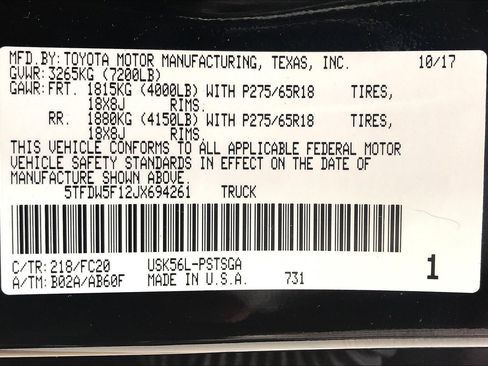 MFD.BY: TOYOTA MOTOR MANUFACTURING, TEXAS, INC. 10/17
GVWR: 3265KG (7200LB)
GAWR: FRT. 1815KG (4000LB) WITH P275/65R18 TIRES,
18X8J RIMS.
RR. 1880KG (4150LB) WITH P275/65R18 TIRES,
18X8J RIMS.
THIS VEHICLE CONFORMS TO ALL APPLICABLE FEDERAL MOTOR
VEHICLE SAFETY STANDARDS IN EFFECT ON THE DATE OF
MANUFACTURE SHOWN ABOVE.
5TFDW5F12JX694261 TRUCK
C/TR: 218/FC20 USK56L-PSTSGA
A/TM: B02A/AB60F MADE IN U.S.A. 731
1